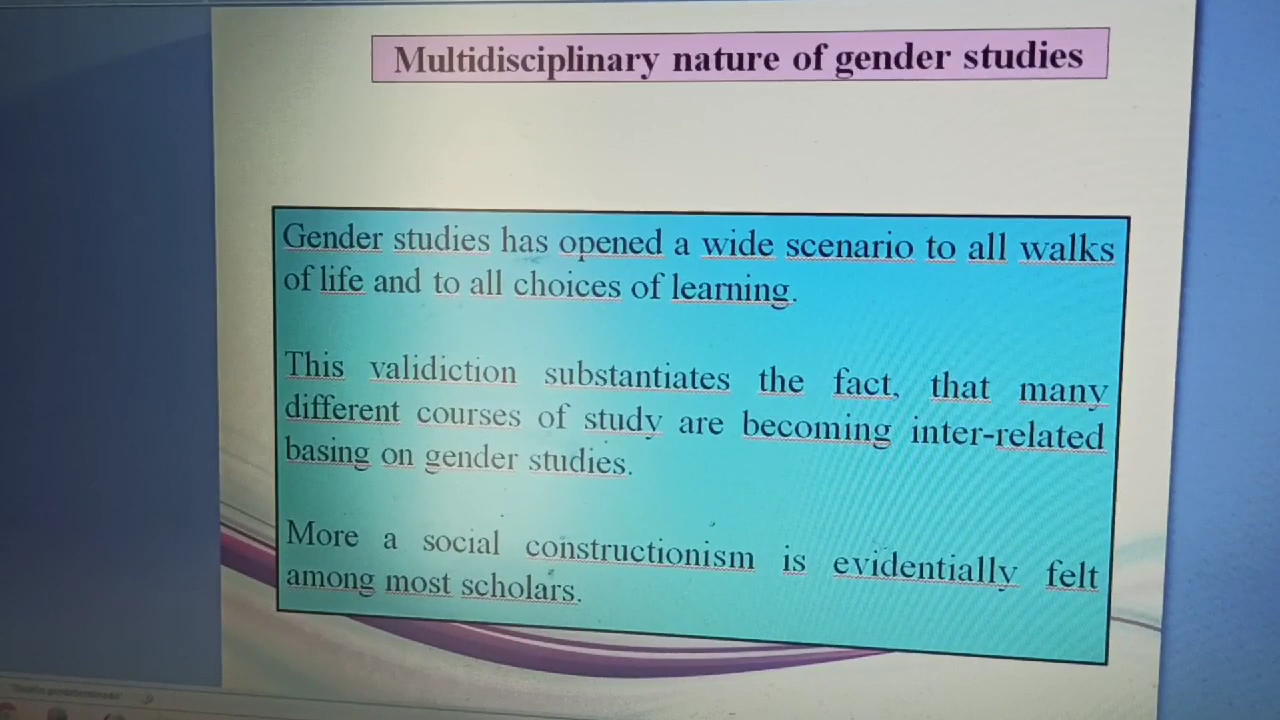 Multidisciplinary nature of gender studies
Gender studies has opened a wide scenario to all walks
of life and to all choices of learning.
This validiction substantiates the fact, that many
different courses of study are becoming inter-related
basing on gender studies.
More a social constructionism is evidentially felt
among most scholars.